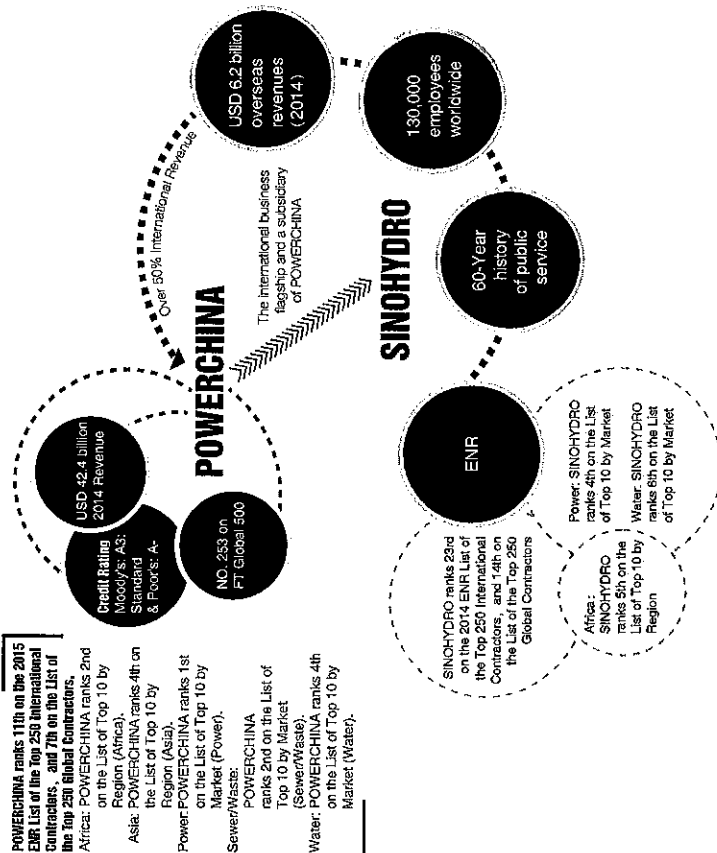 POWERCHINA ranks 11th on the 2015
ENR List of the Top 250 International
Contractors, and 7th on the List of
the Top 250 Global Contractors,
Africa: POWERCHINA ranks 2nd
on the List of Top 10 by
Region (Africa).
Asia: POWERCHINA ranks 4th on
the List of Top 10 by
Region (Asia).
Power: POWERCHINA ranks 1st
on the List of Top 10 by
Market (Power).
Sewer/Waste:
POWERCHINA
ranks 2nd on the List of
Top 10 by Market
(Sewer/Waste).
Water: POWERCHINA ranks 4th
on the List of Top 10 by
Market (Water).
USD 42.4 billion
2014 Revenue
Credit Rating
Moody's: A3:
Standard
& Poor's: A-
NO. 253 on
FT Global 500
POWERCHINA
Over 50% International Revenue
The international business
flagship and a subsidiary
of POWERCHINA
SINOHYDRO
USD 6.2 billion
overseas
revenues
(2014)
130,000
employees
worldwide
60-Year
history
of public
service
ENR
SINOHYDRO ranks 23rd
on the 2014 ENR List of
the Top 250 International
Contractors, and 14th on
the List of the Top 250
Global Contractors
Africa:
SINOHYDRO
ranks 5th on the
List of Top 10 by
Region
Power: SINOHYDRO
ranks 4th on the List
of Top 10 by Market
Water: SINOHYDRO
ranks 6th on the List
of Top 10 by Market